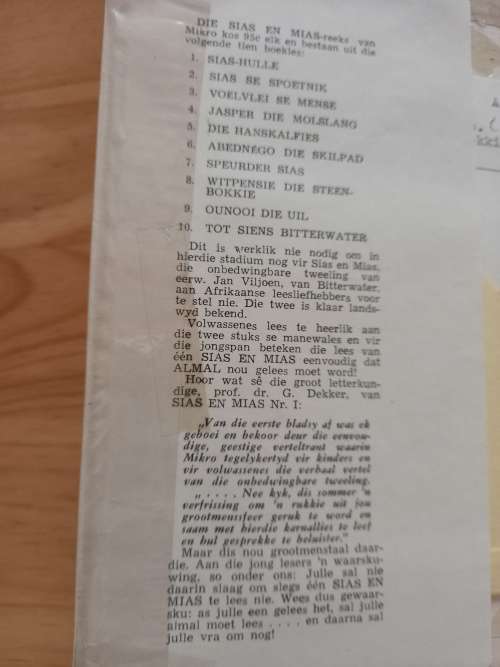 DIE SIAS EN MIAS-reeks van
Mikro kos 95c elk en bestaan uit die
volgende tien boekies:
1. SIAS-HULLE
2. SIAS SE SPOETNIK
3. VOELVLEI SE MENSE
4. JASPER DIE MOLSLANG
5. DIE HANSKALFIES
6. ABEDNÉGO DIE SKILPAD
7. SPEURDER SIAS
8. WITPENSIE DIE STEEN-
BOKKIE
9. OUNOOI DIE UIL
10. TOT SIENS BITTERWATER
Dit is werklik nie nodig om in
hierdie stadium nog vir Sias en Mias,
die onbedwingbare tweeling van
eerw. Jan Viljoen, van Bitterwater,
aan Afrikaanse leesliefhebbers voor
te stel nie. Die twee is klaar lands-
wyd bekend.
Volwassenes lees te heerlik aan
die twee stuks se manewales en vir
die jongspan beteken die lees van
één SIAS EN MIAS eenvoudig dat
ALMAL nou gelees moet word!
Hoor wat sê die groot letterkun-
dige, prof. dr. G. Dekker, van
SIAS EN MIAS Nr. I:
„Van die eerste bladsy af was ek
geboei en bekoor deur die eenvou-
dige, geestige verteltrant waarin
Mikro tegelykertyd vir kinders en
vir volwassenes die verhaal vertel
van die onbedwingbare tweeling.
„ . . . . Nee kyk, dis sommer 'n
verfrissing om 'n rukkie uit jou
grootmenssfeer geruk te word en
saam met hierdie karnallies te leef
en hul gesprekke te beluister."
Maar dis nou grootmenstaal daar-
die. Aan die jong lesers 'n waarsku-
wing, so onder ons: Julle sal nie
daarin slaag om slegs één SIAS EN
MIAS te lees nie. Wees dus gewaar-
sku: as julle een gelees het, sal julle
almal moet lees . . . . en daarna sal
julle vra om nog!